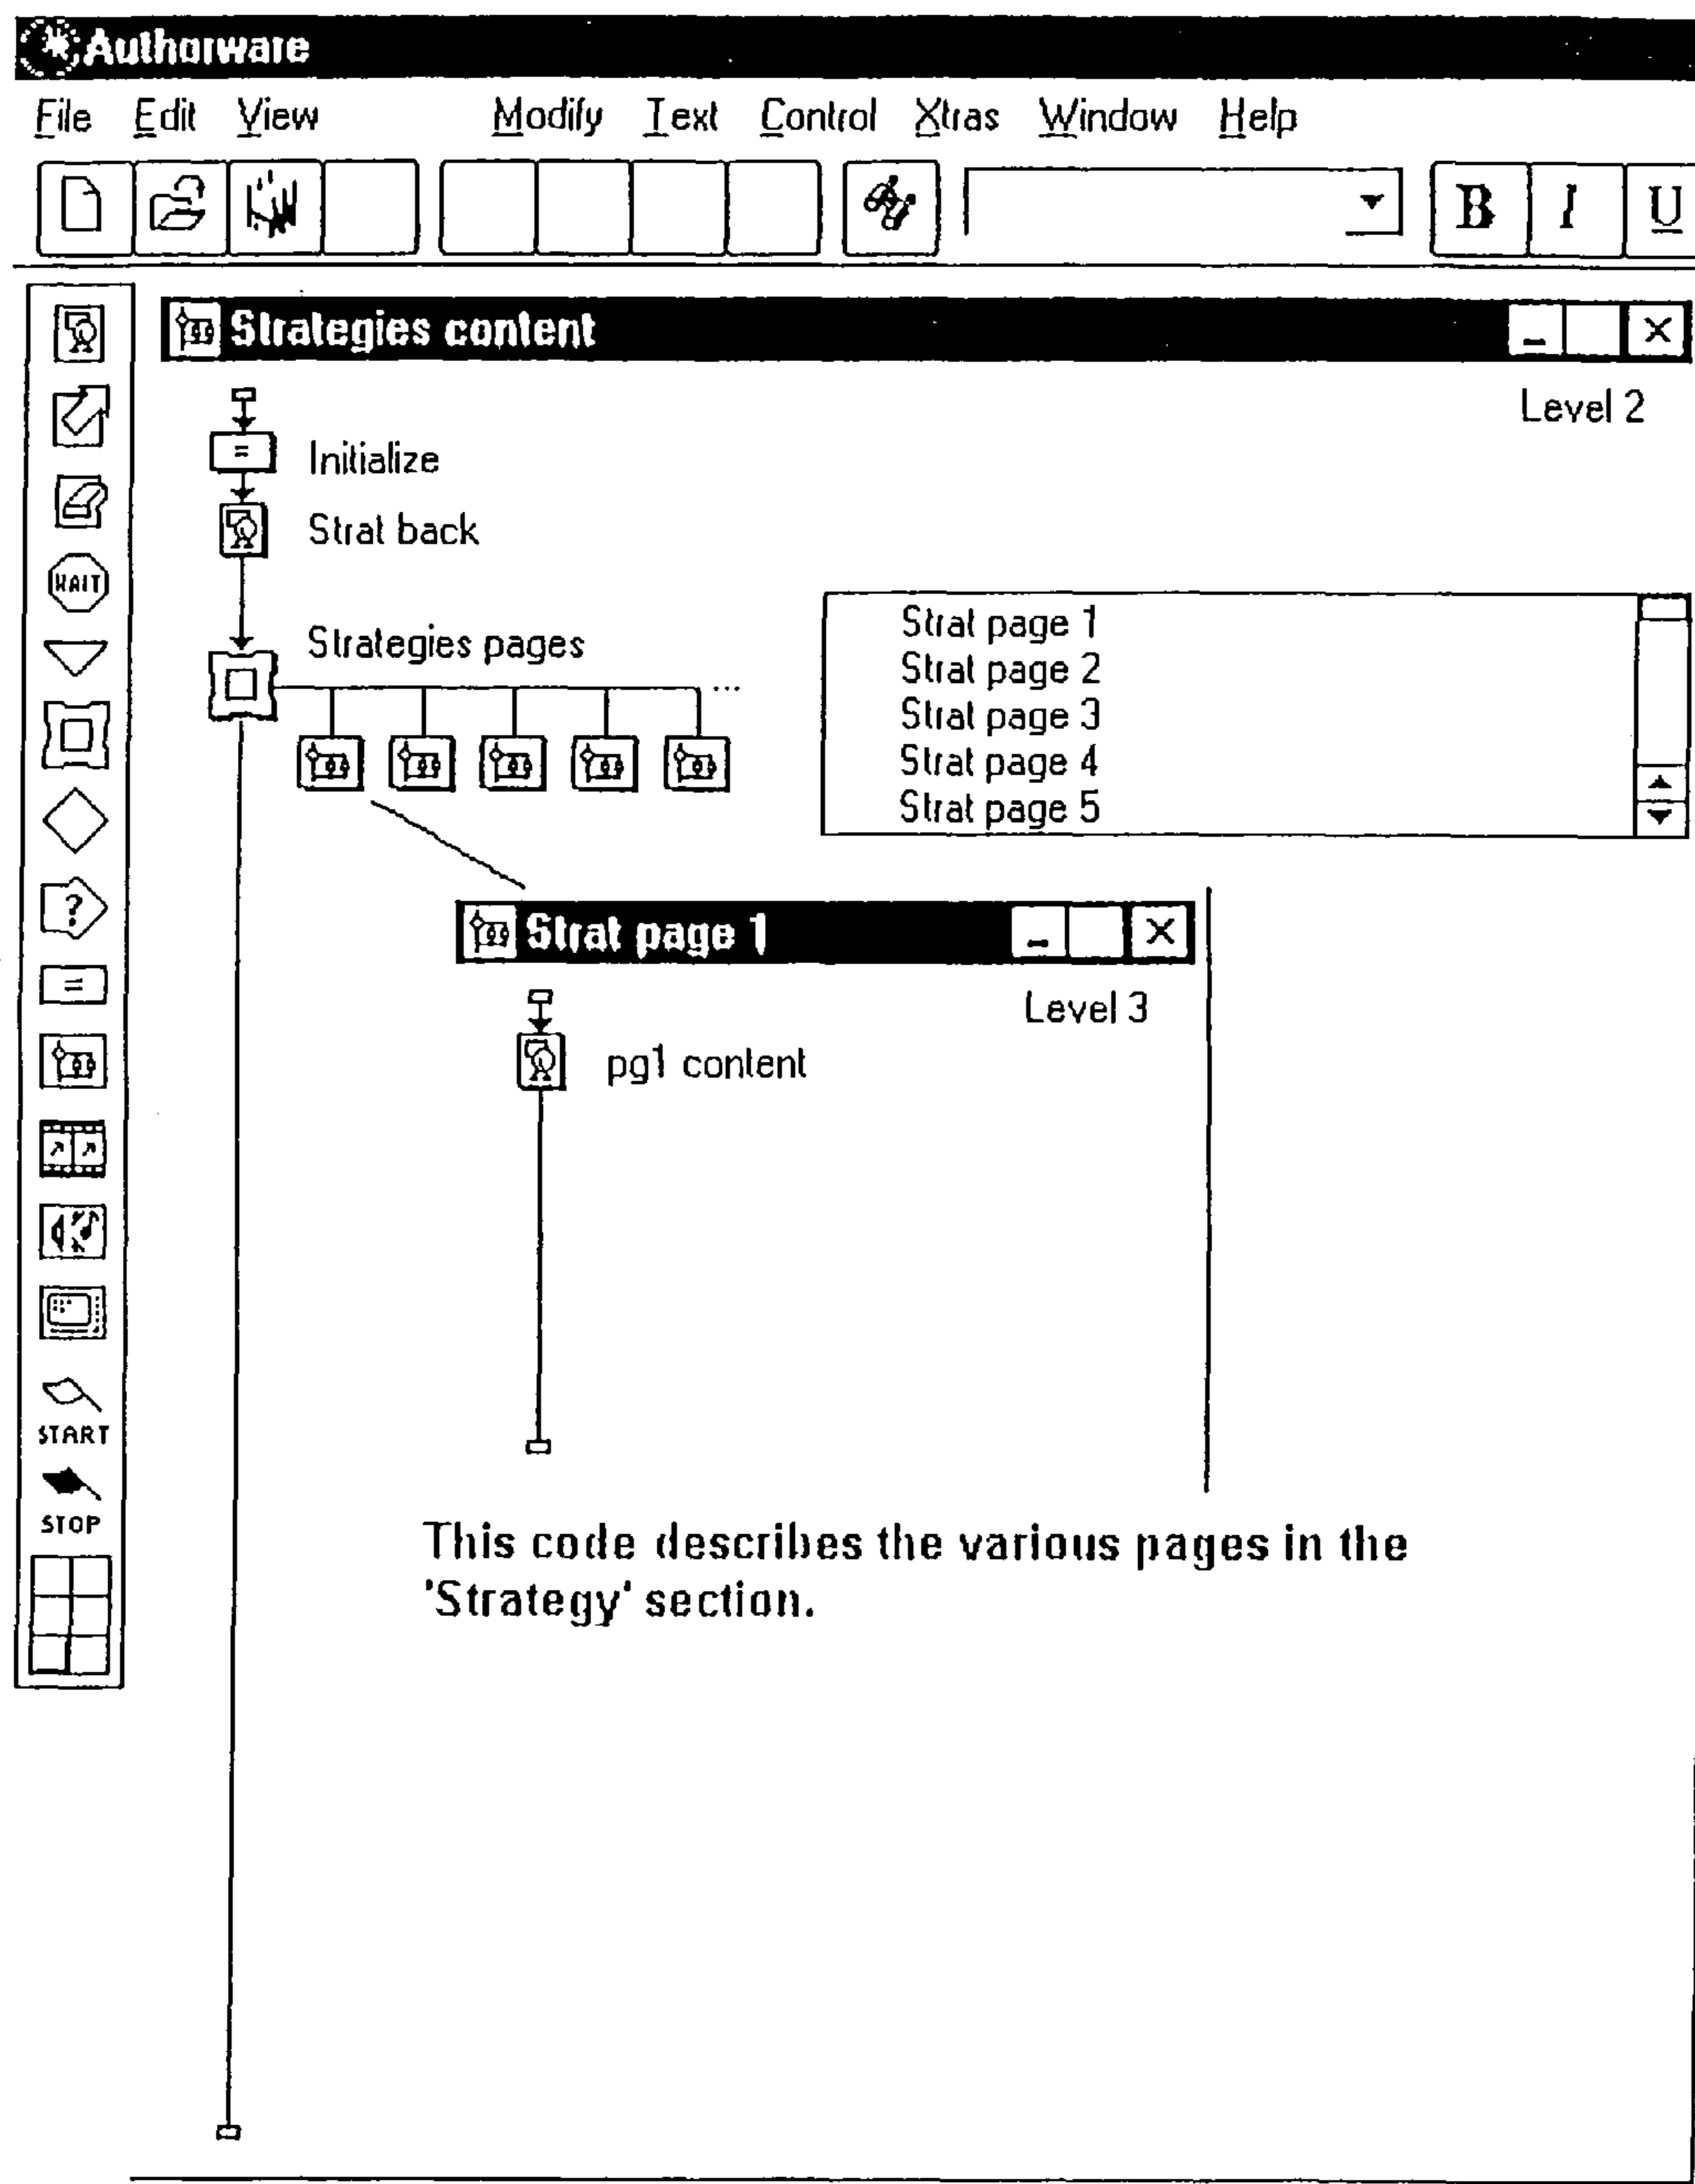 Authorware
File Edit View Modify Text Control Xtras Window Help
B I U
Strategies content
Level 2
=
Initialize
Strat back
WAIT
Strategies pages
...
Strat page 1
Strat page 2
Strat page 3
Strat page 4
Strat page 5
?
Strat page 1
=
Level 3
pg1 content
START
STOP
This code describes the various pages in the
'Strategy' section.